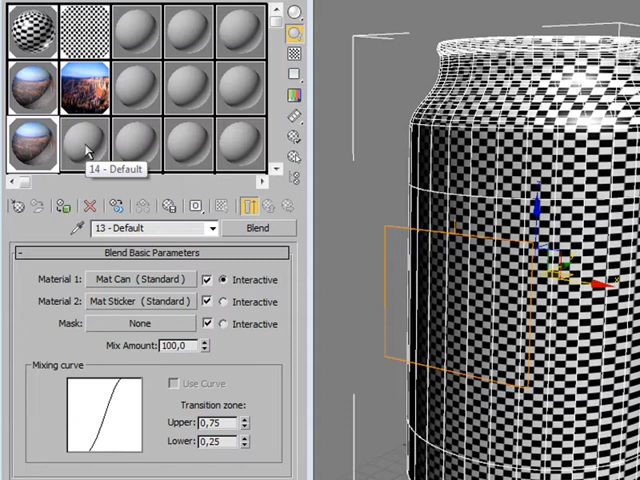 14 - Default
13 - Default
Blend
- Blend Basic Parameters
Material 1: Mat Can (Standard) Interactive
Material 2: Mat Sticker (Standard) Interactive
Mask: None Interactive
Mix Amount: 100,0
Mixing curve
Use Curve
Transition zone:
Upper: 0,75
Lower: 0,25